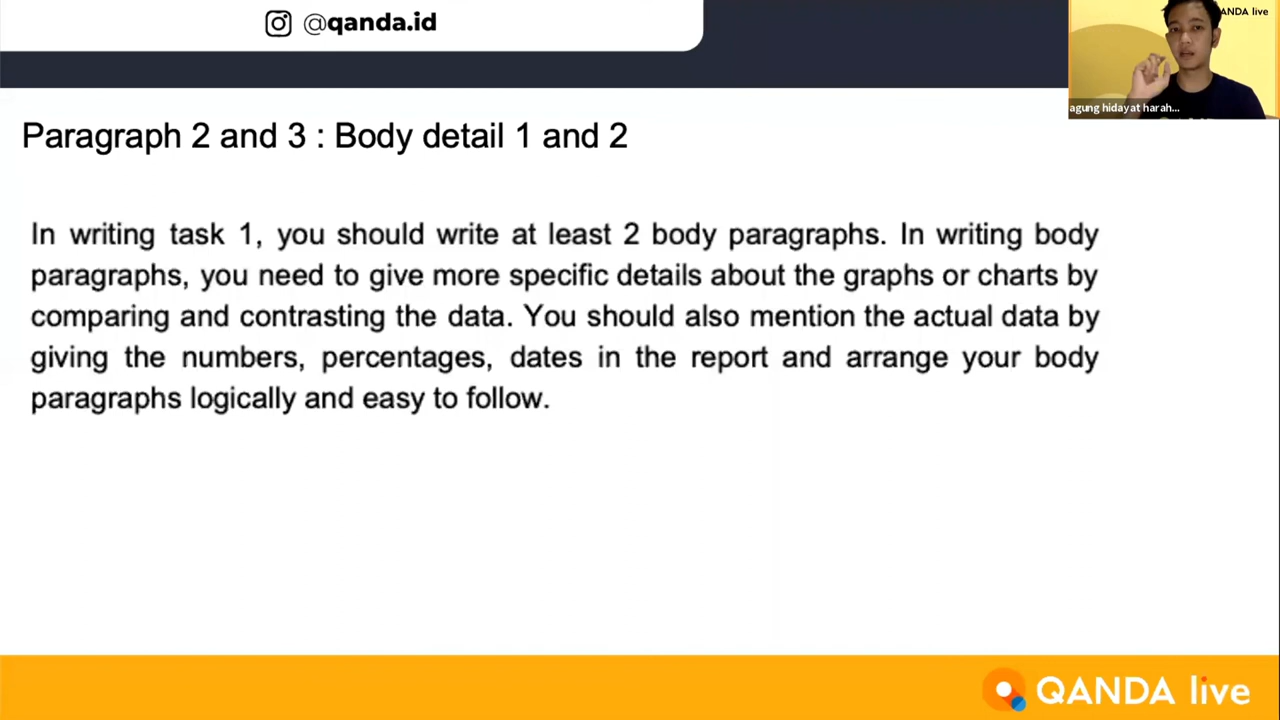 @qanda.id
ANDA live
agung hidayat harah...
Paragraph 2 and 3 : Body detail 1 and 2
In writing task 1, you should write at least 2 body paragraphs. In writing body
paragraphs, you need to give more specific details about the graphs or charts by
comparing and contrasting the data. You should also mention the actual data by
giving the numbers, percentages, dates in the report and arrange your body
paragraphs logically and easy to follow.
QANDA live